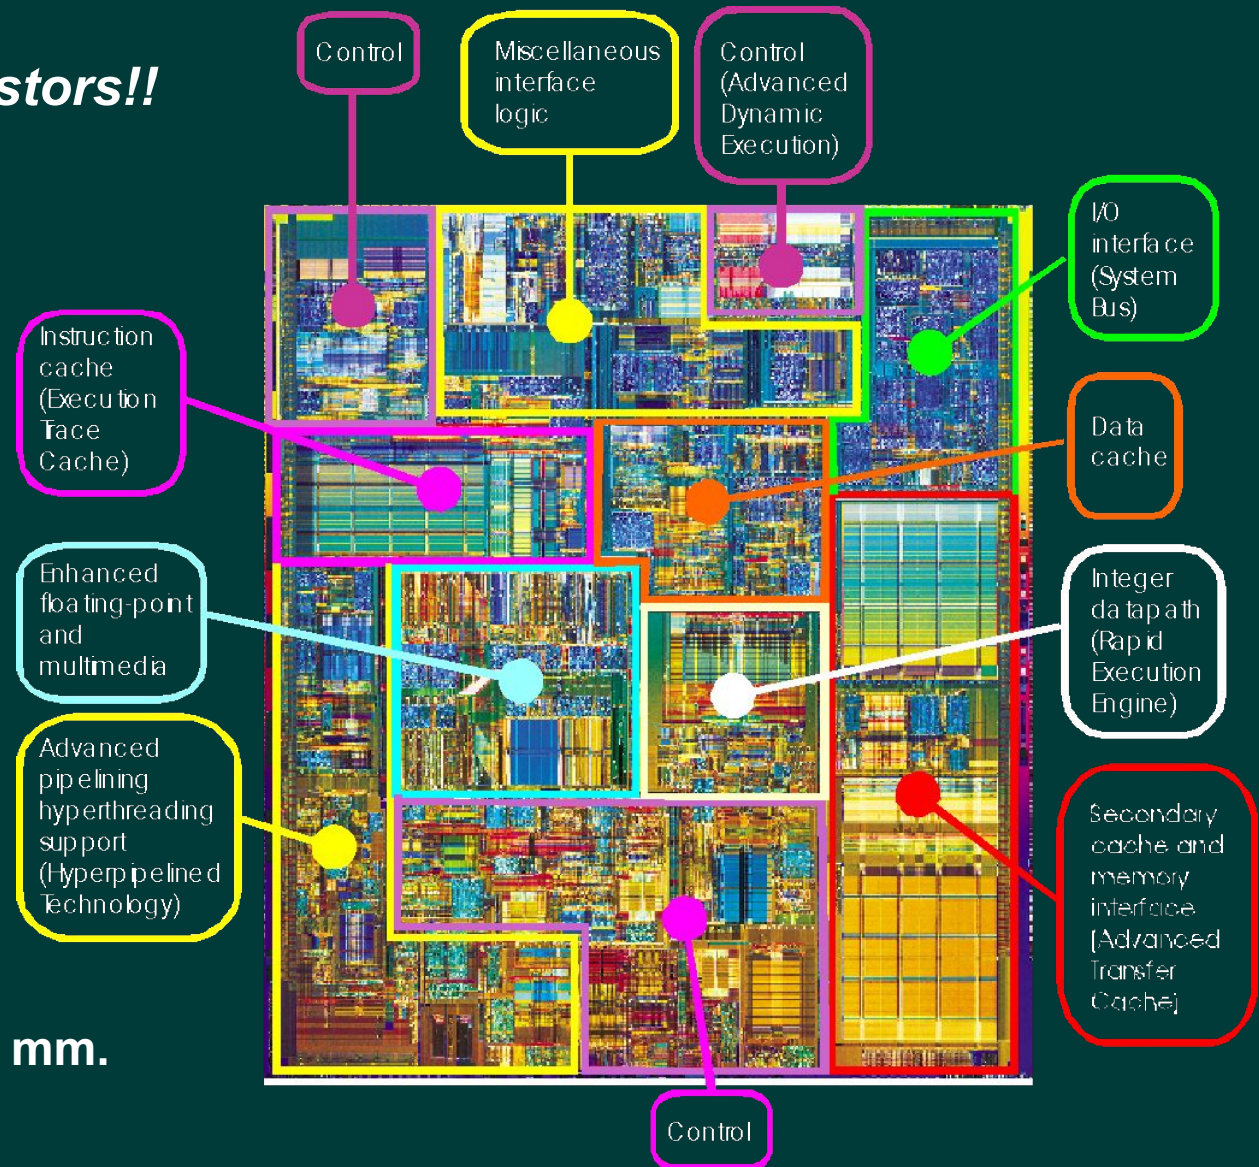 stors!!
Control
Miscellaneous
interface
logic
Control
(Advanced
Dynamic
Execution)
I/O
interface
(System
Bus)
Instruction
cache
(Execution
Trace
Cache)
Data
cache
Enhanced
floating-point
and
multimedia
Integer
datapath
(Rapid
Execution
Engine)
Advanced
pipelining
hyperthreading
support
(Hyperpipelined
Technology)
Secondary
cache and
memory
interface
(Advanced
Transfer
Cache)
mm.
Control